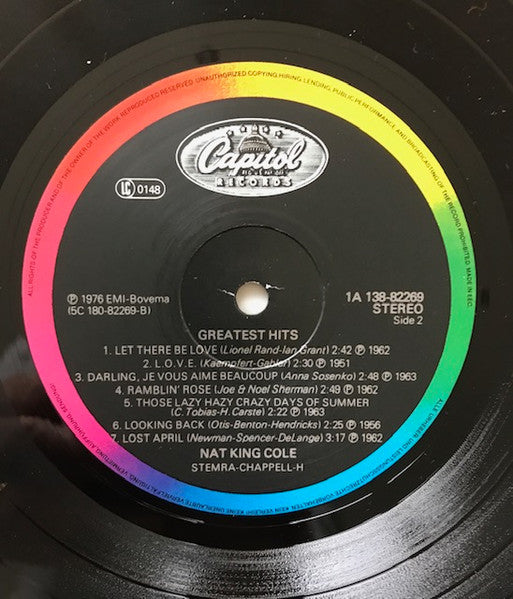 ALL RIGHTS OF THE PRODUCER AND OF THE OWNER OF THE WORK REPRODUCED RESERVED. UNAUTHORIZED COPYING, HIRING, LENDING, PUBLIC PERFORMANCE AND BROADCASTING OF THE RECORD PROHIBITED. MADE IN EEC.
Capitol
RECORDS
LC 0148
℗ 1976 EMI-Bovema
(5C 180-82269-B)
1A 138-82269
STEREO
Side 2
GREATEST HITS
1. LET THERE BE LOVE (Lionel Rand-Ian Grant) 2:42 ℗ 1962
2. L.O.V.E. (Kaempfert-Gabler) 2:30 ℗ 1951
3. DARLING, JE VOUS AIME BEAUCOUP (Anna Sosenko) 2:48 ℗ 1963
4. RAMBLIN' ROSE (Joe & Noel Sherman) 2:49 ℗ 1962
5. THOSE LAZY HAZY CRAZY DAYS OF SUMMER
(C. Tobias-H. Carste) 2:22 ℗ 1963
6. LOOKING BACK (Otis-Benton-Hendricks) 2:25 ℗ 1956
7. LOST APRIL (Newman-Spencer-DeLange) 3:17 ℗ 1962
NAT KING COLE
STEMRA-CHAPPELL-H